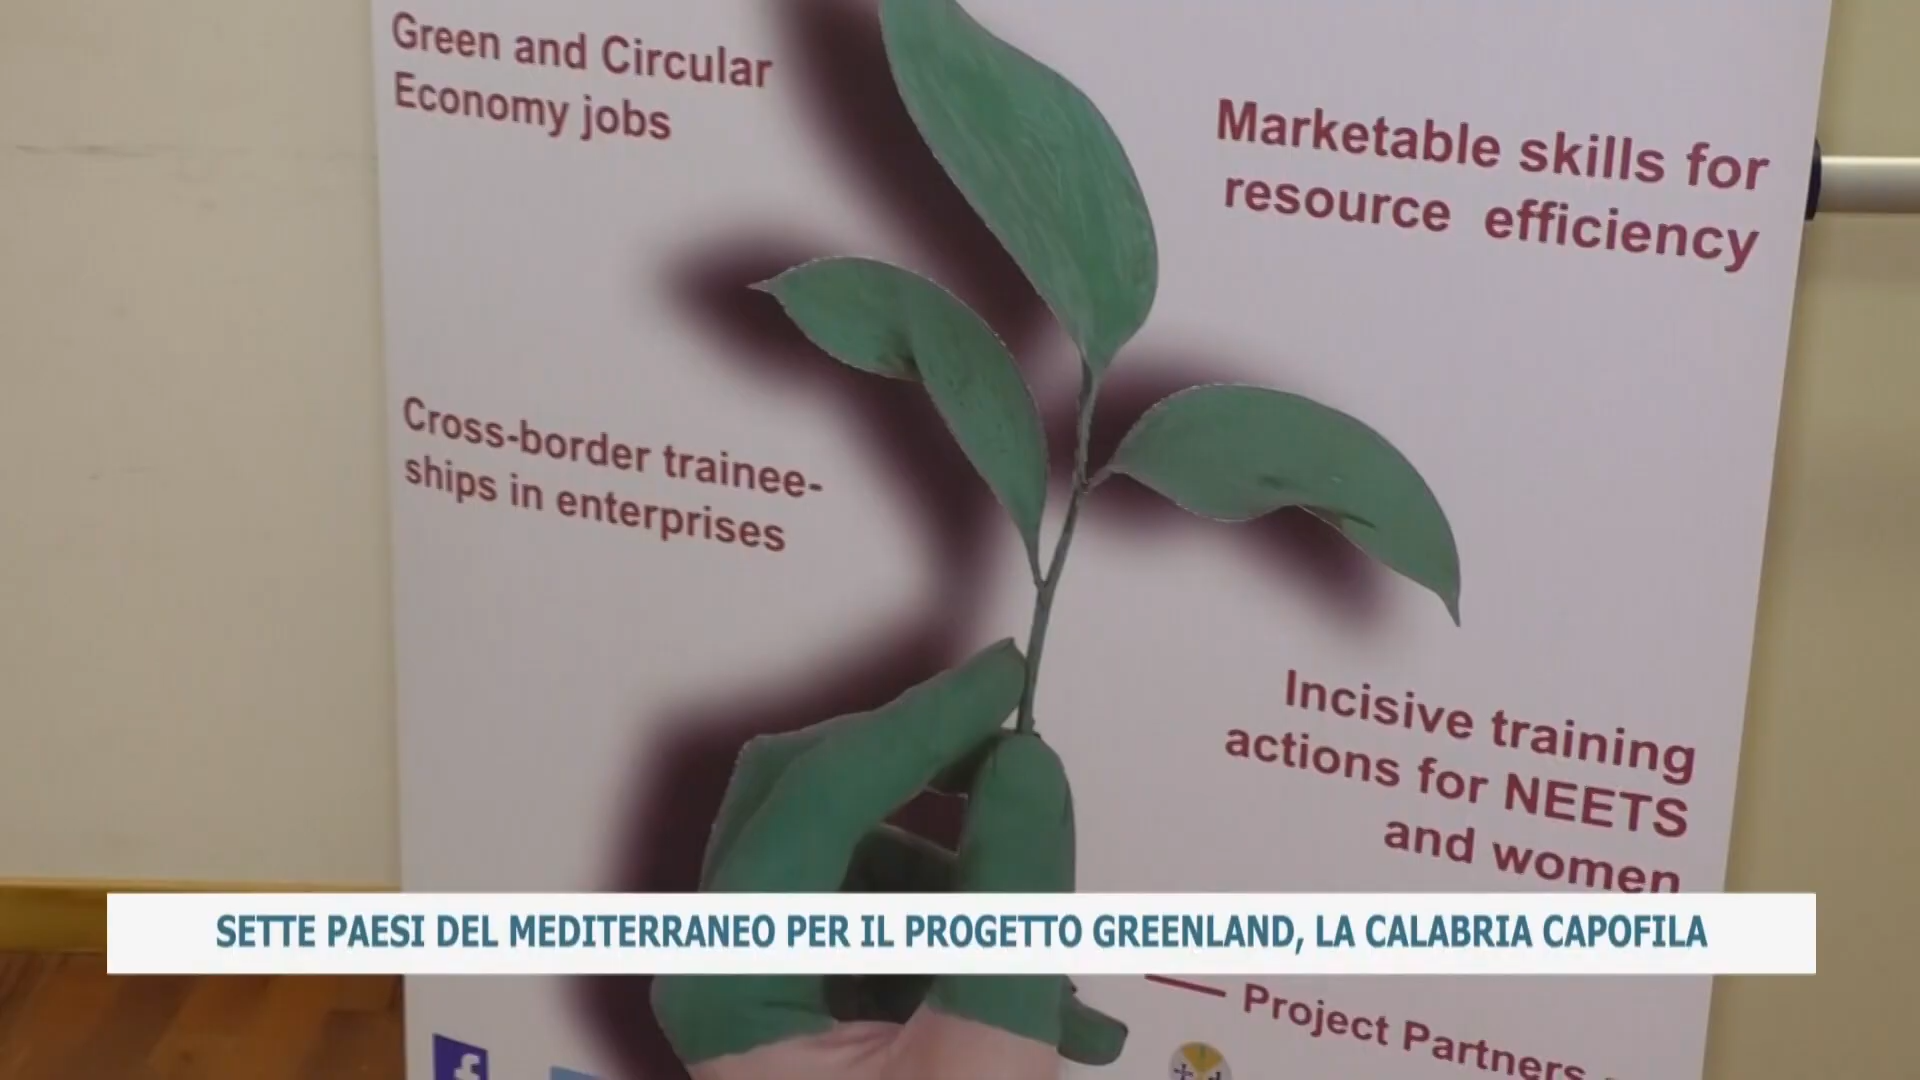 Green and Circular
Economy jobs
Marketable skills for
resource efficiency
Cross-border trainee-
ships in enterprises
Incisive training
actions for NEETS
and women
SETTE PAESI DEL MEDITERRANEO PER IL PROGETTO GREENLAND, LA CALABRIA CAPOFILA
Project Partners
f